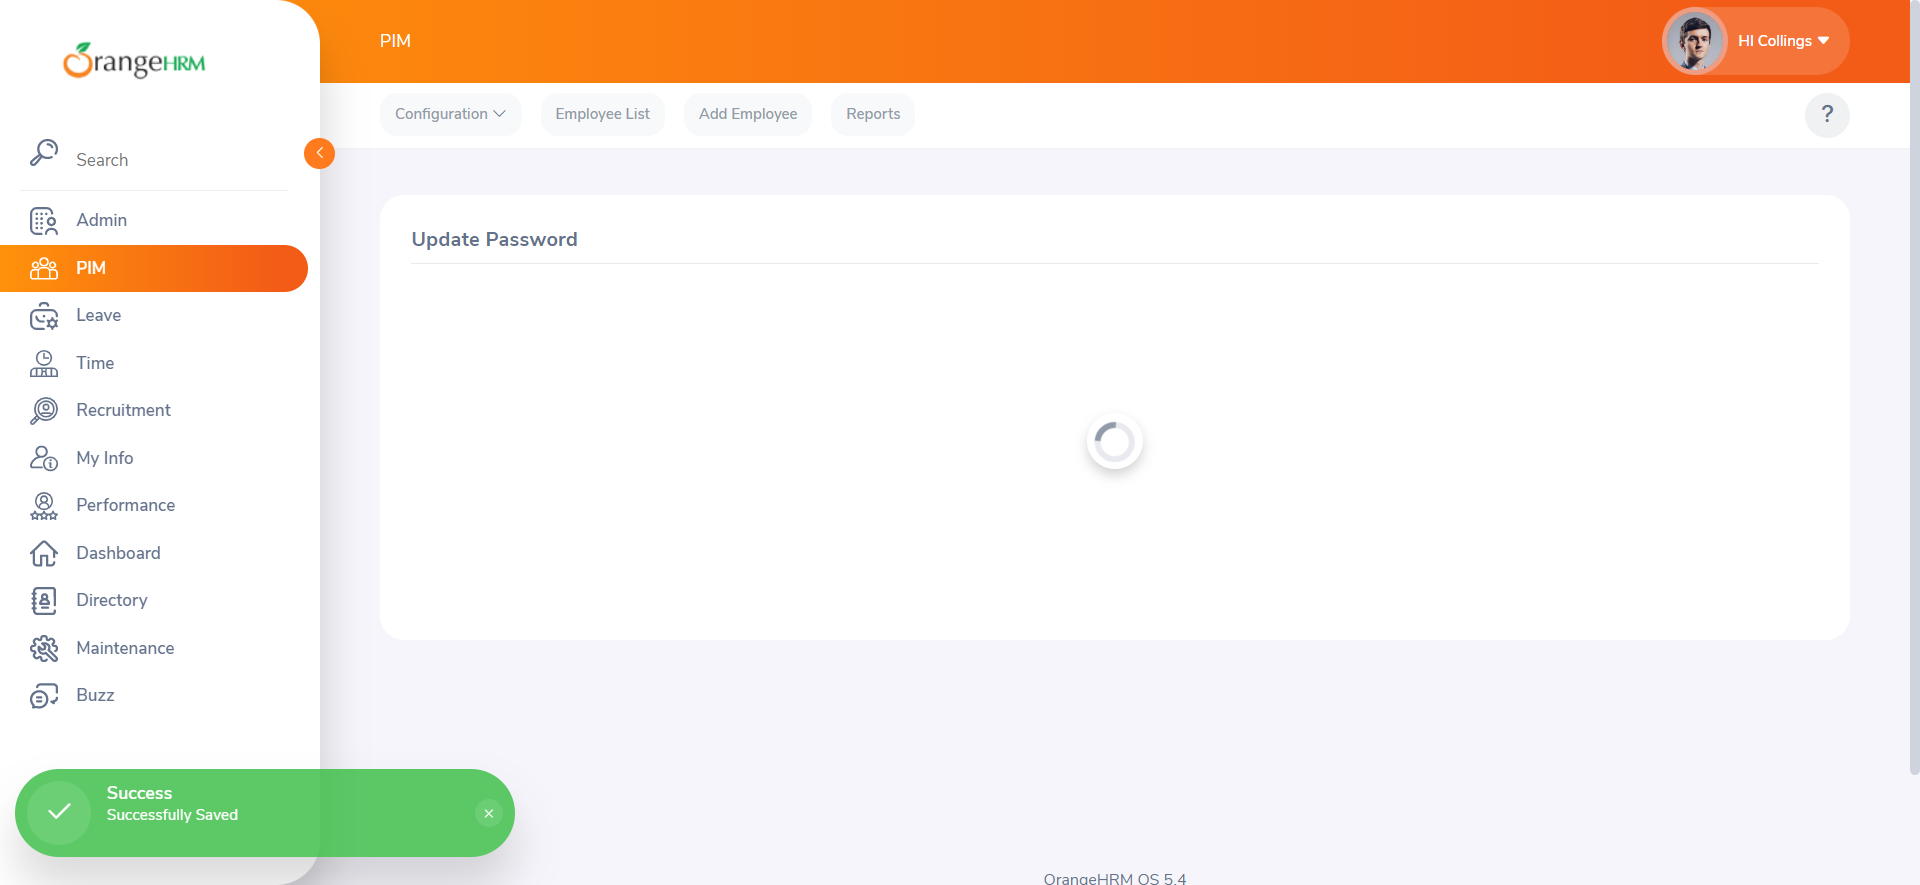 OrangeHRM
PIM
HI Collings
Configuration
Employee List
Add Employee
Reports
?
Search
Admin
PIM
Leave
Time
Recruitment
My Info
Performance
Dashboard
Directory
Maintenance
Buzz
Update Password
Success
Successfully Saved
OrangeHRM OS 5.4